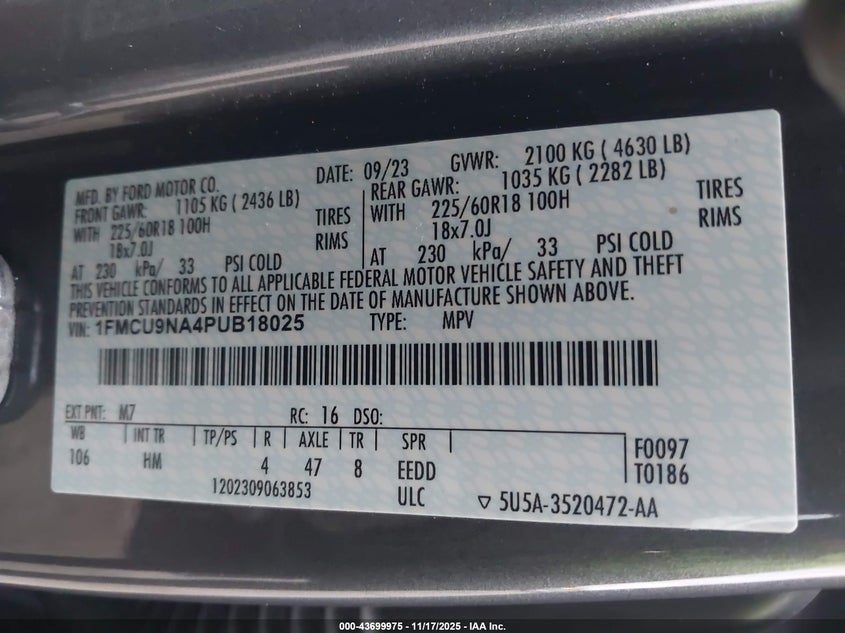 MFD. BY FORD MOTOR CO. DATE: 09/23 GVWR: 2100 KG ( 4630 LB)
FRONT GAWR: 1105 KG ( 2436 LB) REAR GAWR: 1035 KG ( 2282 LB)
WITH 225/60R18 100H TIRES WITH 225/60R18 100H TIRES
18x7.0J RIMS 18x7.0J RIMS
AT 230 kPa/ 33 PSI COLD AT 230 kPa/ 33 PSI COLD
THIS VEHICLE CONFORMS TO ALL APPLICABLE FEDERAL MOTOR VEHICLE SAFETY AND THEFT
PREVENTION STANDARDS IN EFFECT ON THE DATE OF MANUFACTURE SHOWN ABOVE.
VIN: 1FMCU9NA4PUB18025 TYPE: MPV
EXT PNT: M7 RC: 16 DSO:
WB INT TR TP/PS R AXLE TR SPR F0097
106 HM 4 47 8 EEDD T0186
1202309063853 ULC ▽ 5U5A-3520472-AA
000-43699975 - 11/17/2025 - IAA Inc.